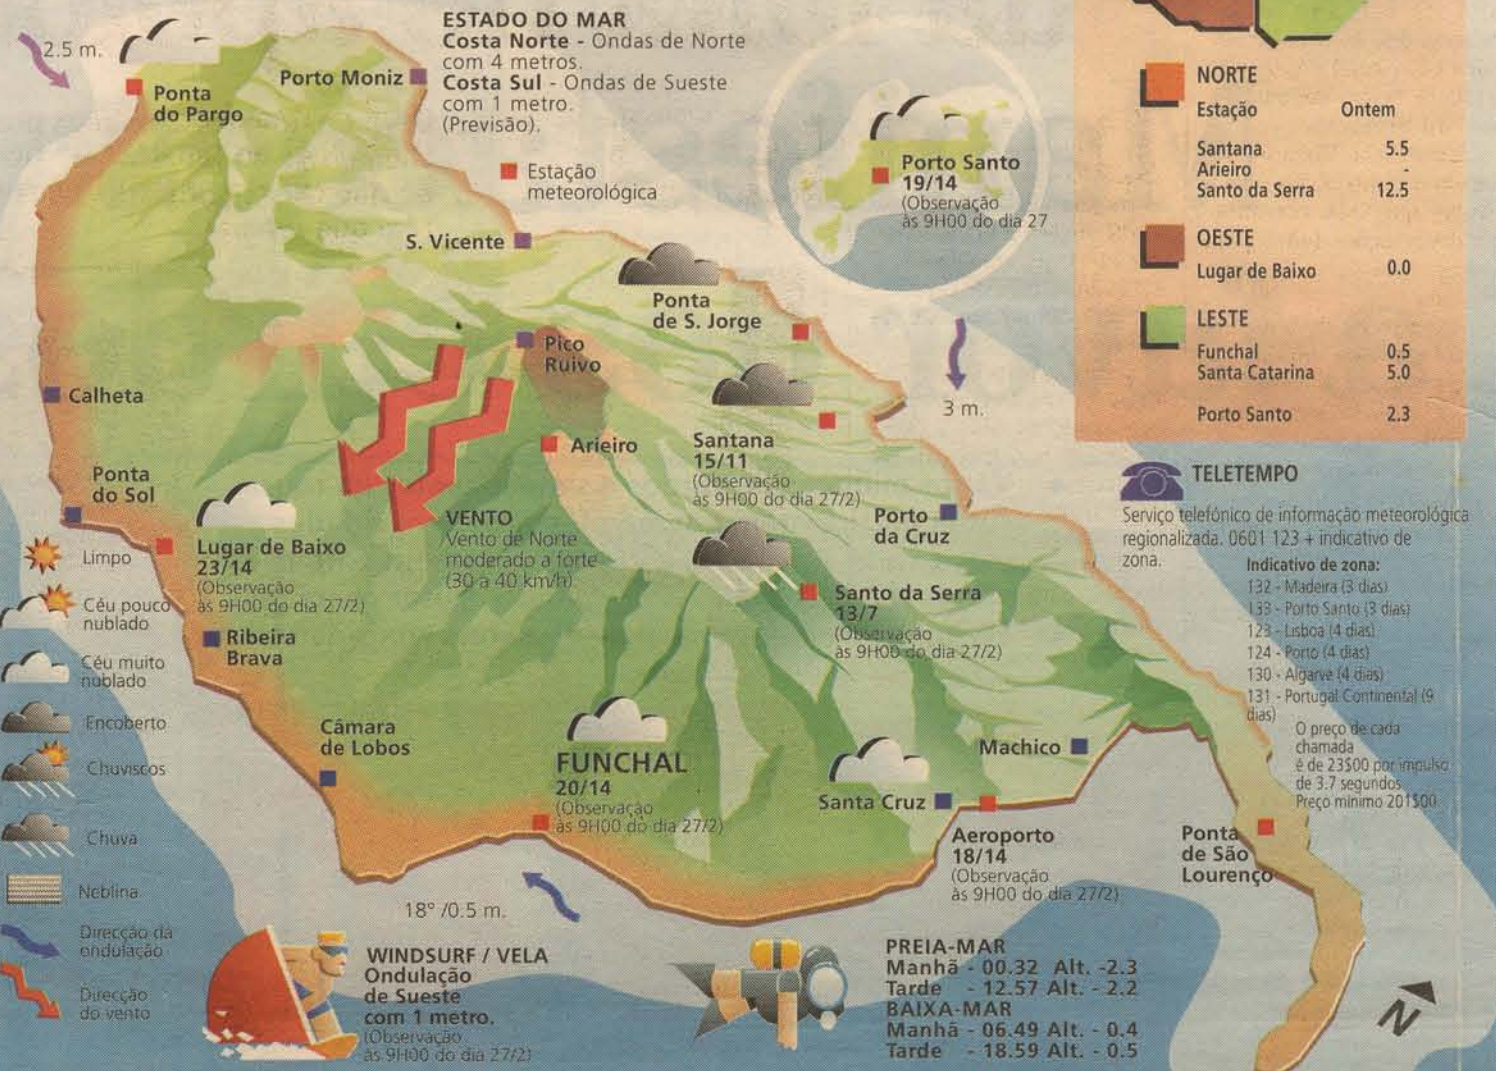 ESTADO DO MAR
Costa Norte - Ondas de Norte
com 4 metros.
Costa Sul - Ondas de Sueste
com 1 metro.
(Previsão).
2.5 m.
Ponta
do Pargo
Porto Moniz
Estação
meteorológica
Porto Santo
19/14
(Observação
às 9H00 do dia 27
S. Vicente
Ponta
de S. Jorge
Pico
Ruivo
3 m.
Calheta
Arieiro
Santana
15/11
(Observação
às 9H00 do dia 27/2)
Ponta
do Sol
Porto
da Cruz
VENTO
Vento de Norte
moderado a forte
(30 a 40 km/h).
Lugar de Baixo
23/14
(Observação
às 9H00 do dia 27/2)
Santo da Serra
13/7
(Observação
às 9H00 do dia 27/2)
Ribeira
Brava
Câmara
de Lobos
FUNCHAL
20/14
(Observação
às 9H00 do dia 27/2)
Machico
Santa Cruz
Aeroporto
18/14
(Observação
às 9H00 do dia 27/2)
Ponta
de São
Lourenço
18° /0.5 m.
Limpo
Céu pouco
nublado
Céu muito
nublado
Encoberto
Chuviscos
Chuva
Neblina
Direcção da
ondulação
Direcção
do vento
WINDSURF / VELA
Ondulação
de Sueste
com 1 metro.
(Observação
às 9H00 do dia 27/2)
PREIA-MAR
Manhã - 00.32 Alt. -2.3
Tarde - 12.57 Alt. - 2.2
BAIXA-MAR
Manhã - 06.49 Alt. - 0.4
Tarde - 18.59 Alt. - 0.5
N
NORTE
Estação Ontem
Santana 5.5
Arieiro -
Santo da Serra 12.5
OESTE
Lugar de Baixo 0.0
LESTE
Funchal 0.5
Santa Catarina 5.0
Porto Santo 2.3
TELETEMPO
Serviço telefónico de informação meteorológica
regionalizada. 0601 123 + indicativo de
zona.
Indicativo de zona:
132 - Madeira (3 dias)
133 - Porto Santo (3 dias)
123 - Lisboa (4 dias)
124 - Porto (4 dias)
130 - Algarve (4 dias)
131 - Portugal Continental (9
dias)
O preço de cada
chamada
é de 23$00 por impulso
de 3.7 segundos
Preço mínimo 201$00